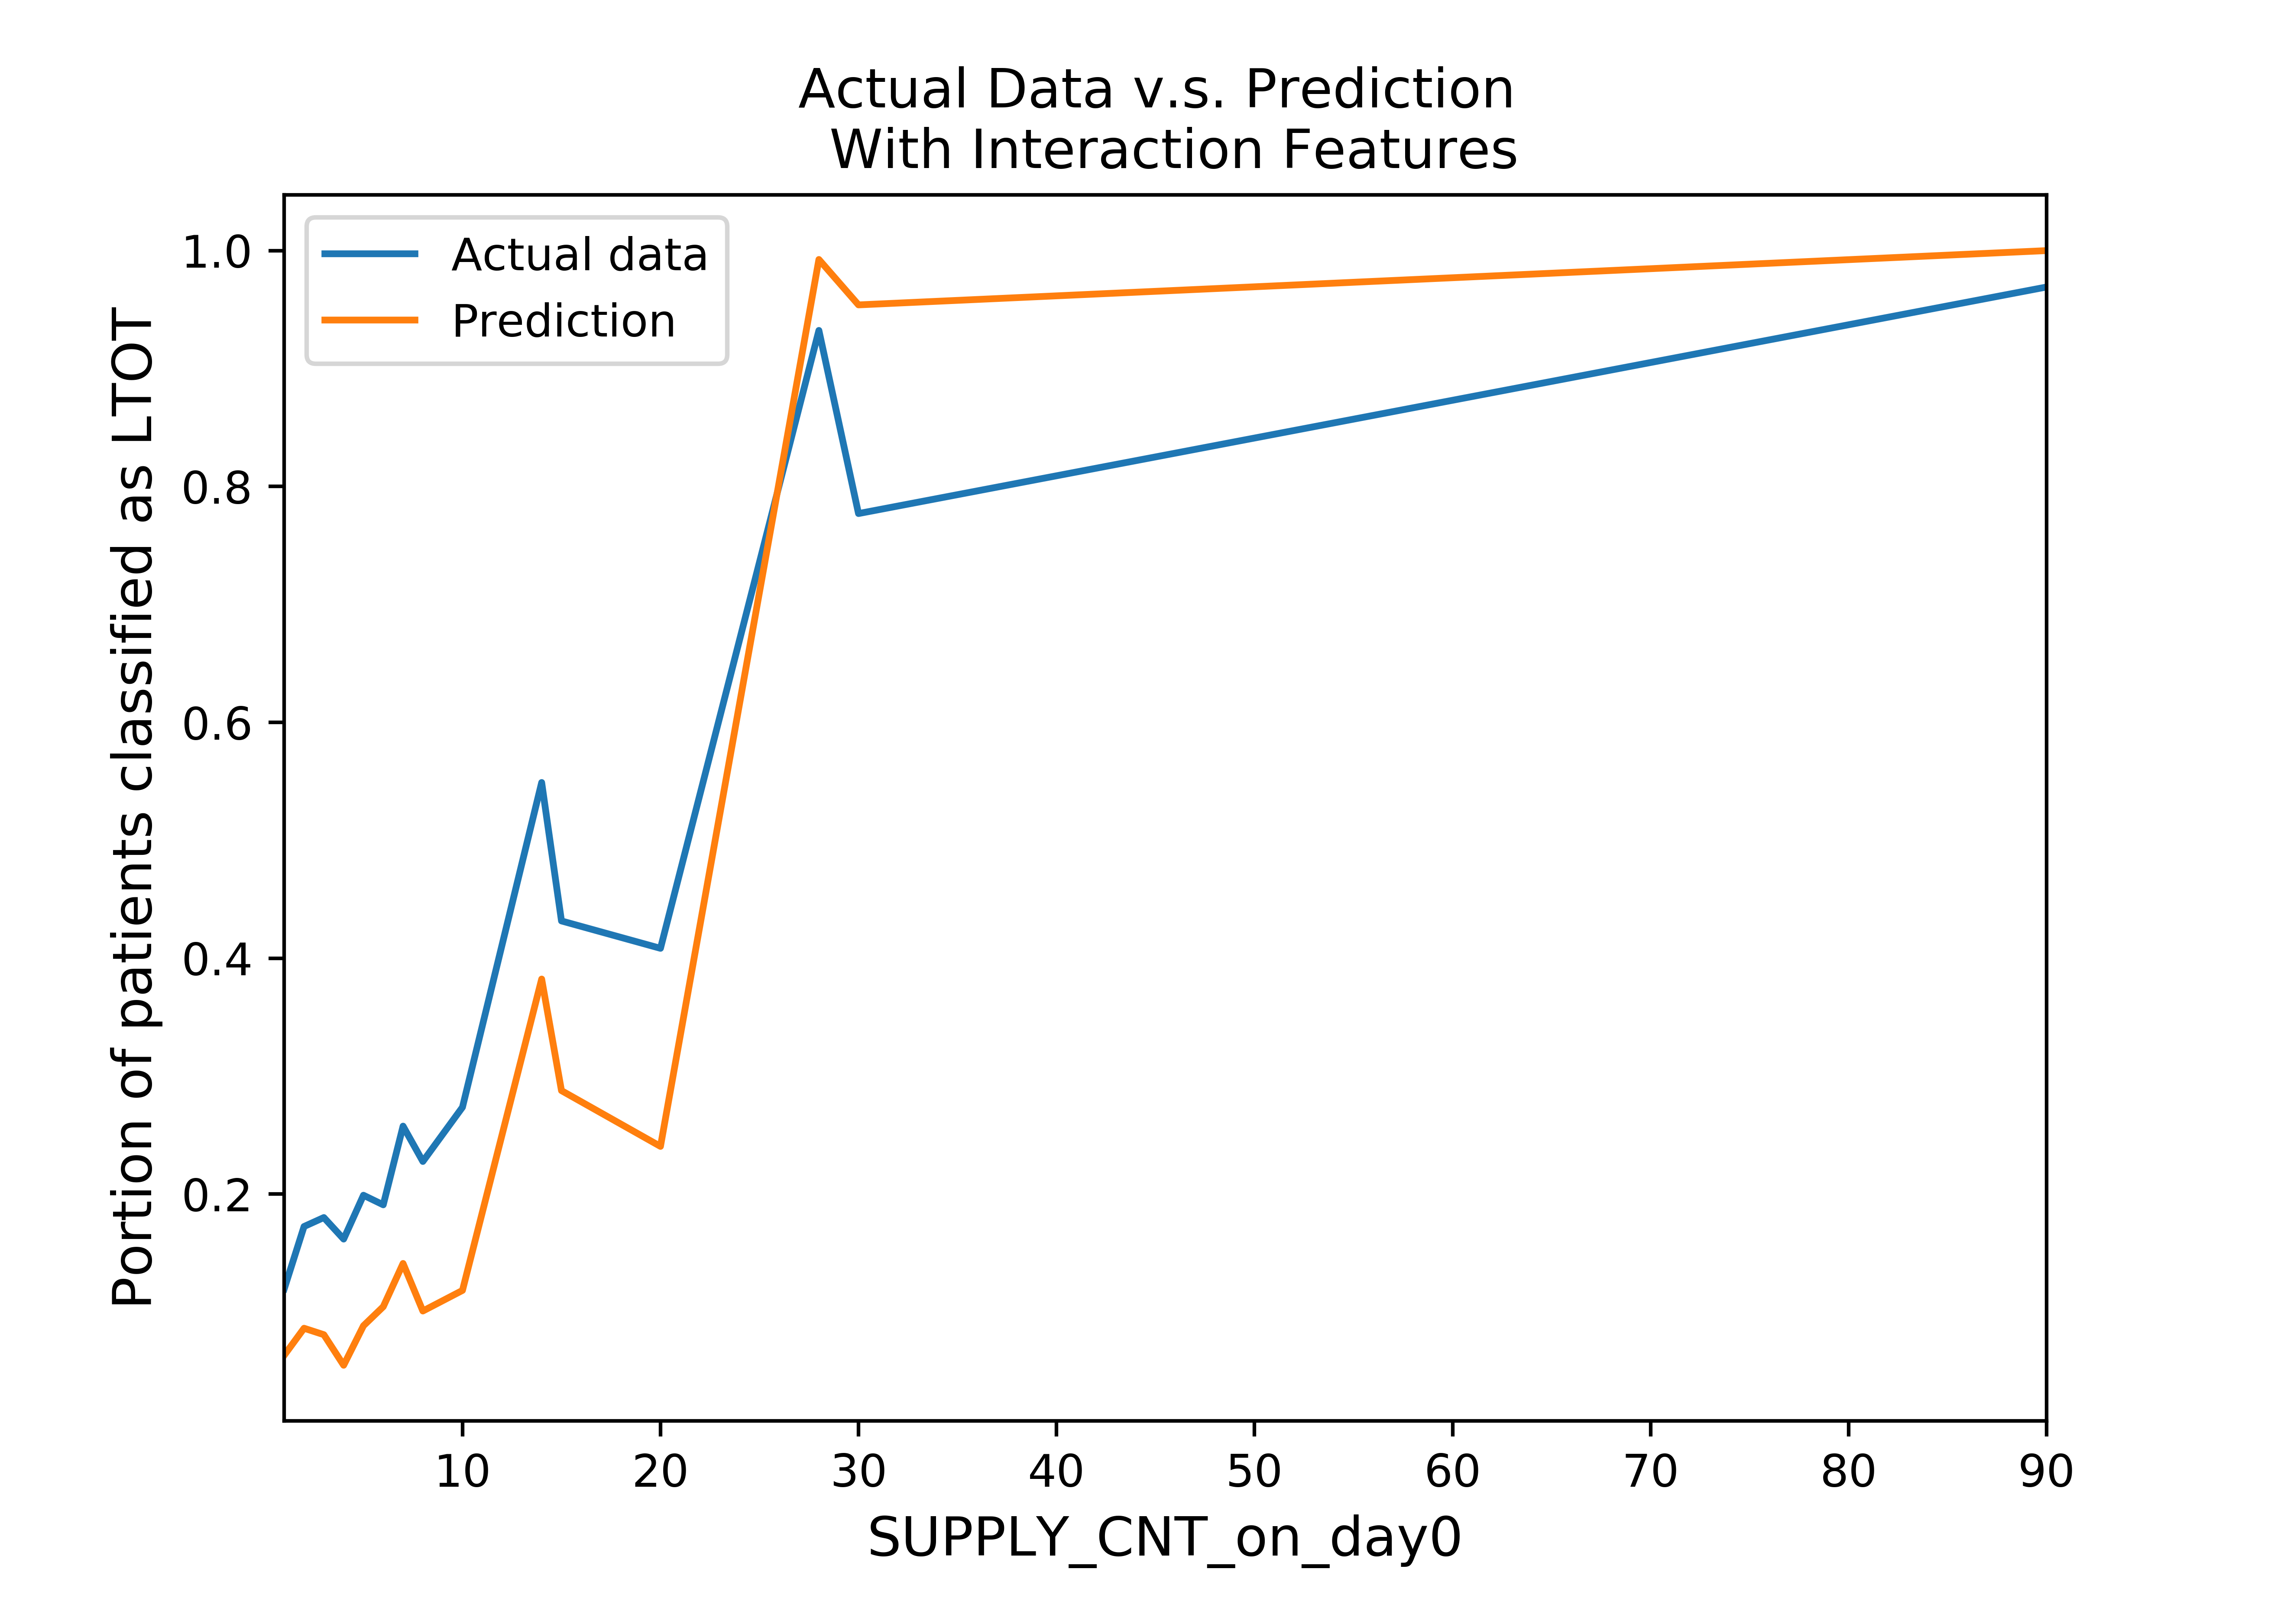 Actual Data v.s. Prediction
With Interaction Features
Actual data
Prediction
Portion of patients classified as LTOT
1.0
0.8
0.6
0.4
0.2
10 20 30 40 50 60 70 80 90
SUPPLY_CNT_on_day0